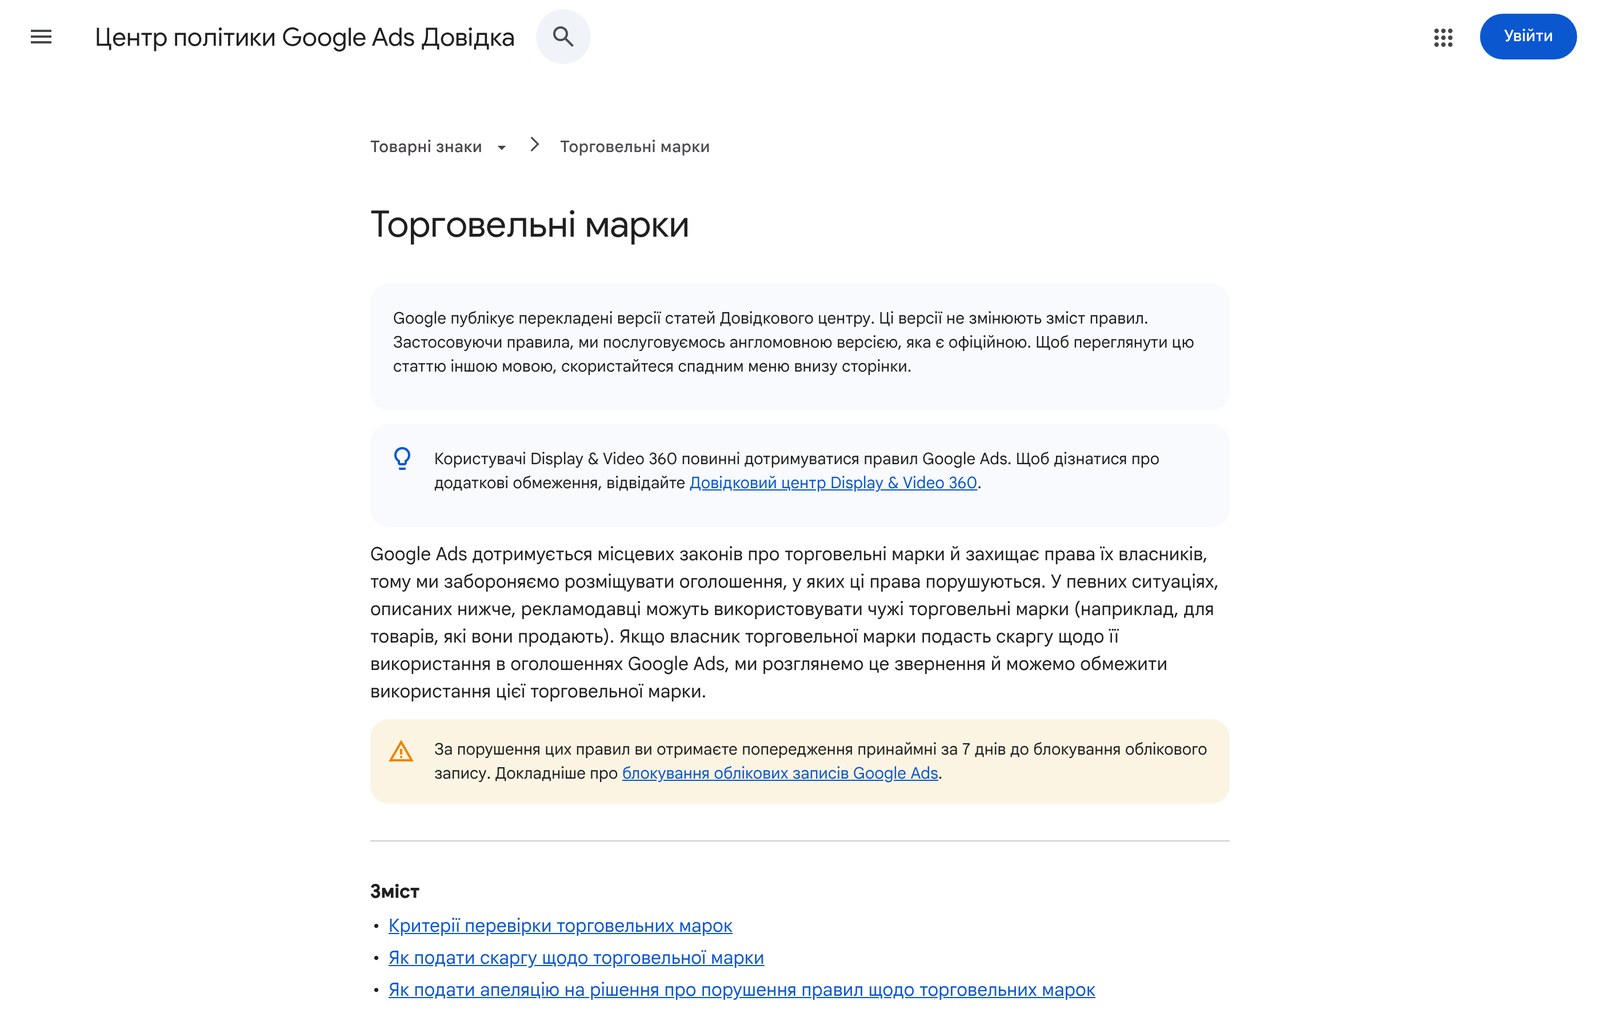 Центр політики Google Ads Довідка
Увійти
Товарні знаки
Торговельні марки
Торговельні марки
Google публікує перекладені версії статей Довідкового центру. Ці версії не змінюють зміст правил.
Застосовуючи правила, ми послуговуємось англомовною версією, яка є офіційною. Щоб переглянути цю
статтю іншою мовою, скористайтеся спадним меню внизу сторінки.
Користувачі Display & Video 360 повинні дотримуватися правил Google Ads. Щоб дізнатися про
додаткові обмеження, відвідайте Довідковий центр Display & Video 360.
Google Ads дотримується місцевих законів про торговельні марки й захищає права їх власників,
тому ми забороняємо розміщувати оголошення, у яких ці права порушуються. У певних ситуаціях,
описаних нижче, рекламодавці можуть використовувати чужі торговельні марки (наприклад, для
товарів, які вони продають). Якщо власник торговельної марки подасть скаргу щодо її
використання в оголошеннях Google Ads, ми розглянемо це звернення й можемо обмежити
використання цієї торговельної марки.
За порушення цих правил ви отримаєте попередження принаймні за 7 днів до блокування облікового
запису. Докладніше про блокування облікових записів Google Ads.
Зміст
• Критерії перевірки торговельних марок
• Як подати скаргу щодо торговельної марки
• Як подати апеляцію на рішення про порушення правил щодо торговельних марок